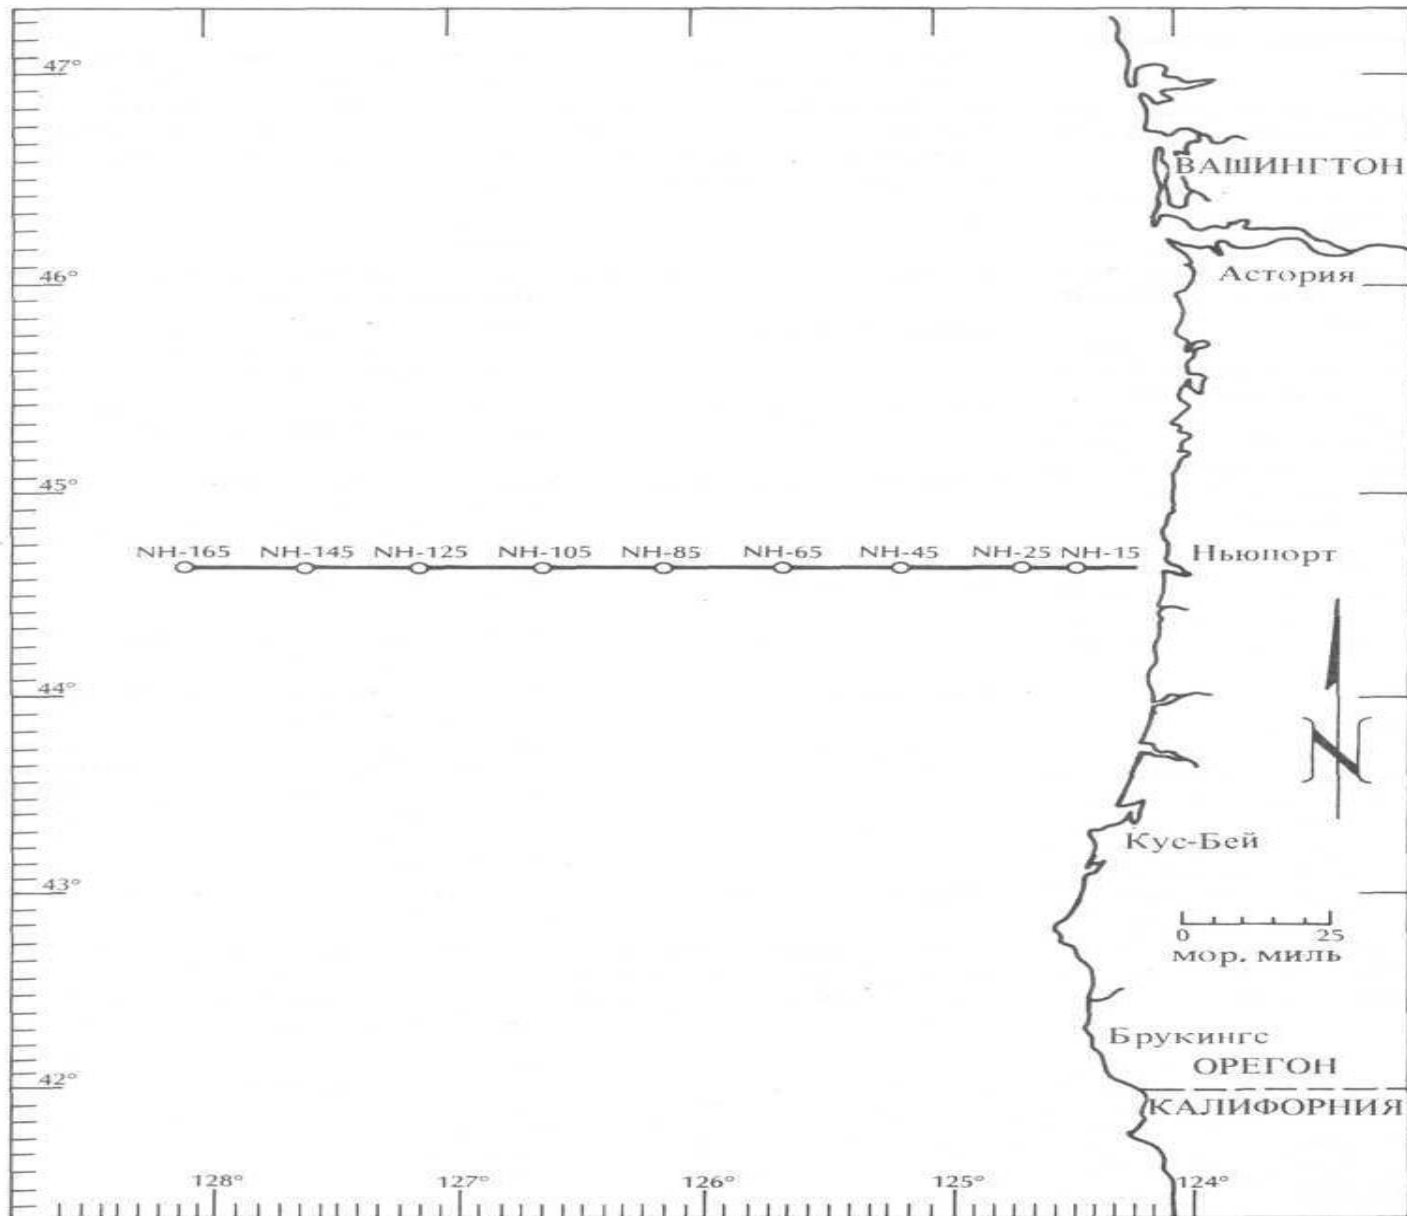 47°
ВАШИНГТОН
46°
Астория
45°
NH-165 NH-145 NH-125 NH-105 NH-85 NH-65 NH-45 NH-25 NH-15 Ньюпорт
44°
N
Кус-Бей
43°
0 25
мор. миль
Брукингс
ОРЕГОН
42°
КАЛИФОРНИЯ
128° 127° 126° 125° 124°